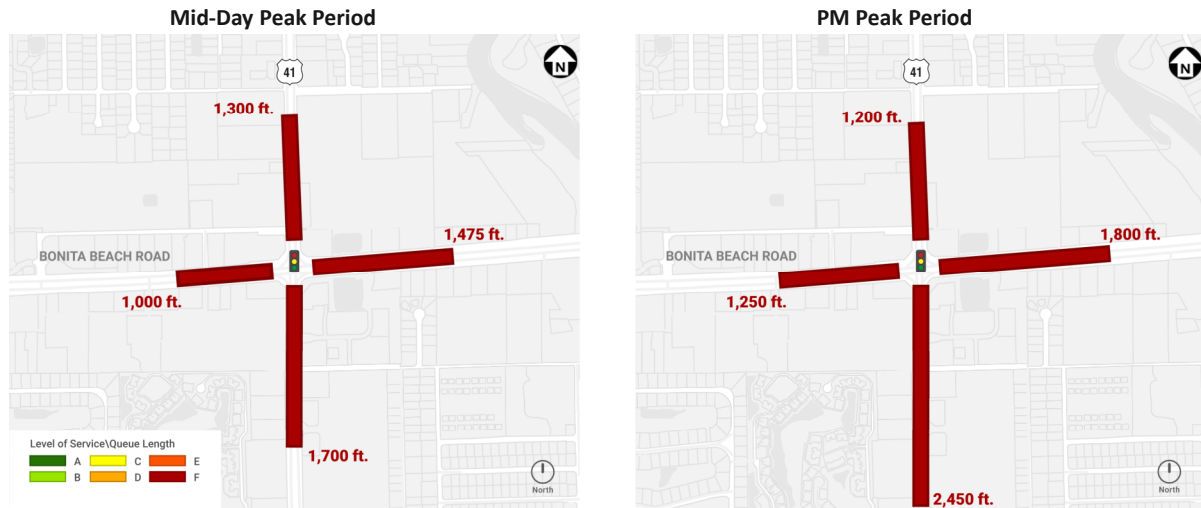 Mid-Day Peak Period
N
41
1,300 ft.
1,475 ft.
BONITA BEACH ROAD
1,000 ft.
1,700 ft.
Level of Service\Queue Length
A C E
B D F
North
PM Peak Period
N
41
1,200 ft.
1,800 ft.
BONITA BEACH ROAD
1,250 ft.
2,450 ft.
North